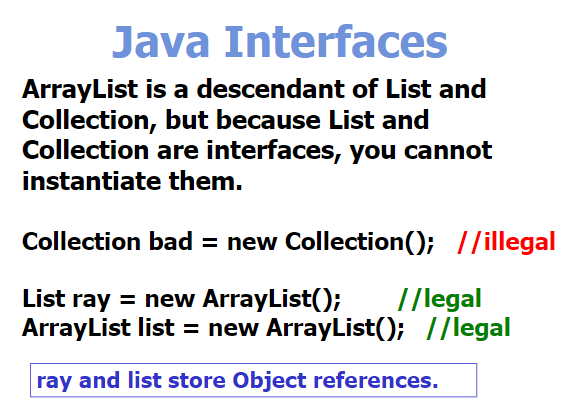 Java Interfaces
ArrayList is a descendant of List and
Collection, but because List and
Collection are interfaces, you cannot
instantiate them.
Collection bad = new Collection(); //illegal
List ray = new ArrayList(); //legal
ArrayList list = new ArrayList(); //legal
ray and list store Object references.